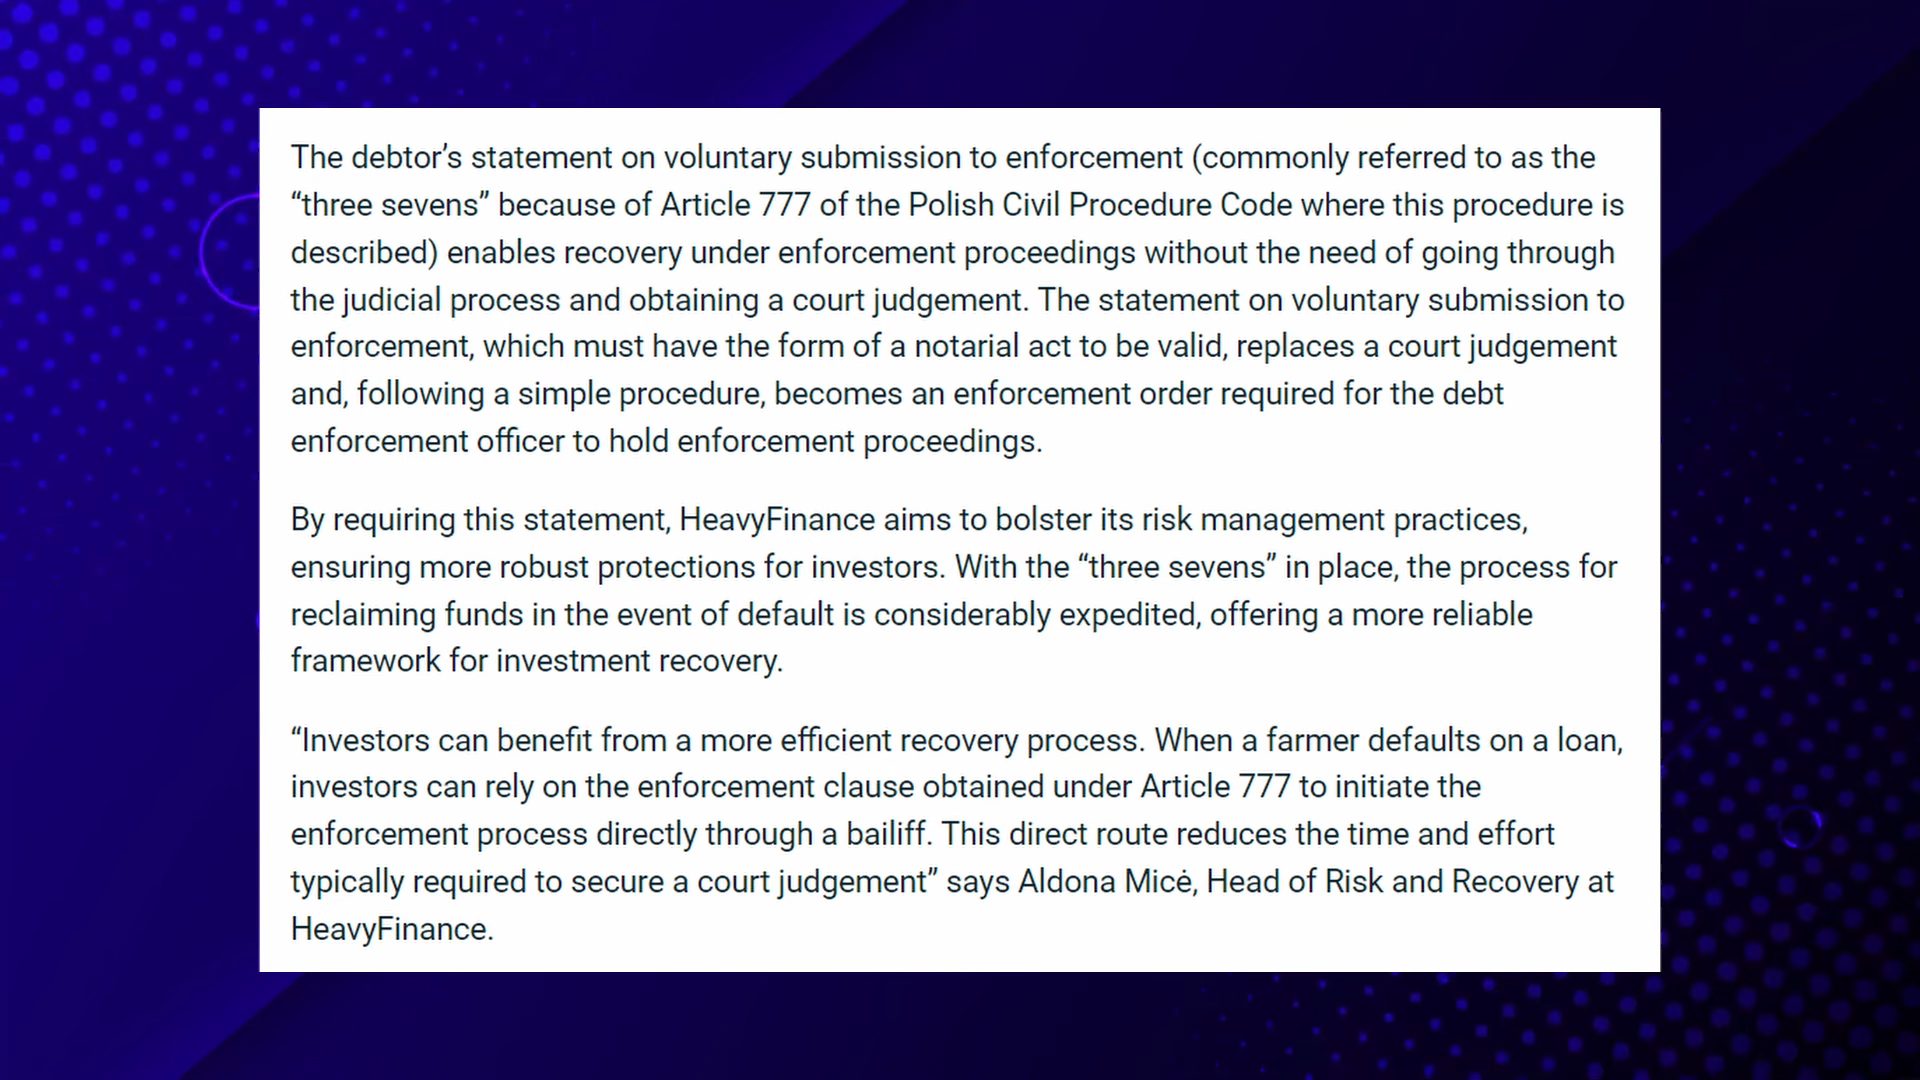 The debtor’s statement on voluntary submission to enforcement (commonly referred to as the
“three sevens” because of Article 777 of the Polish Civil Procedure Code where this procedure is
described) enables recovery under enforcement proceedings without the need of going through
the judicial process and obtaining a court judgement. The statement on voluntary submission to
enforcement, which must have the form of a notarial act to be valid, replaces a court judgement
and, following a simple procedure, becomes an enforcement order required for the debt
enforcement officer to hold enforcement proceedings.
By requiring this statement, HeavyFinance aims to bolster its risk management practices,
ensuring more robust protections for investors. With the “three sevens” in place, the process for
reclaiming funds in the event of default is considerably expedited, offering a more reliable
framework for investment recovery.
“Investors can benefit from a more efficient recovery process. When a farmer defaults on a loan,
investors can rely on the enforcement clause obtained under Article 777 to initiate the
enforcement process directly through a bailiff. This direct route reduces the time and effort
typically required to secure a court judgement” says Aldona Micė, Head of Risk and Recovery at
HeavyFinance.